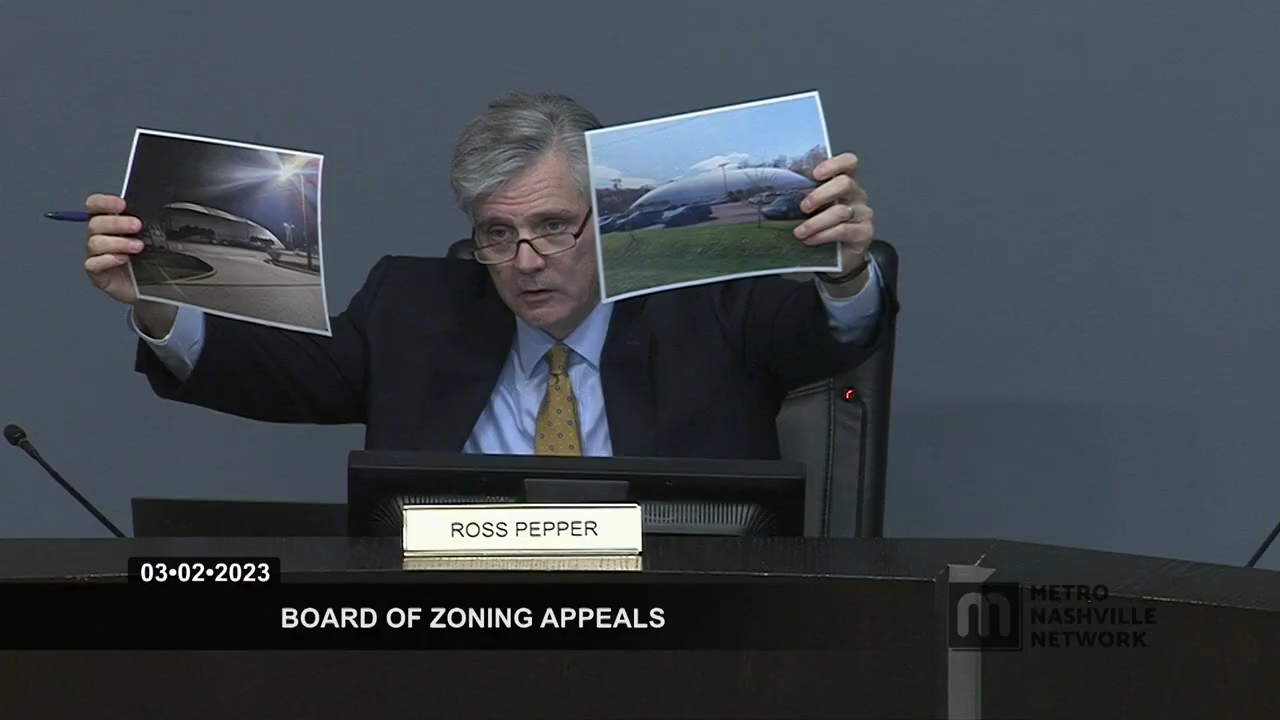 ROSS PEPPER
03•02•2023
BOARD OF ZONING APPEALS
m
METRO
NASHVILLE
NETWORK